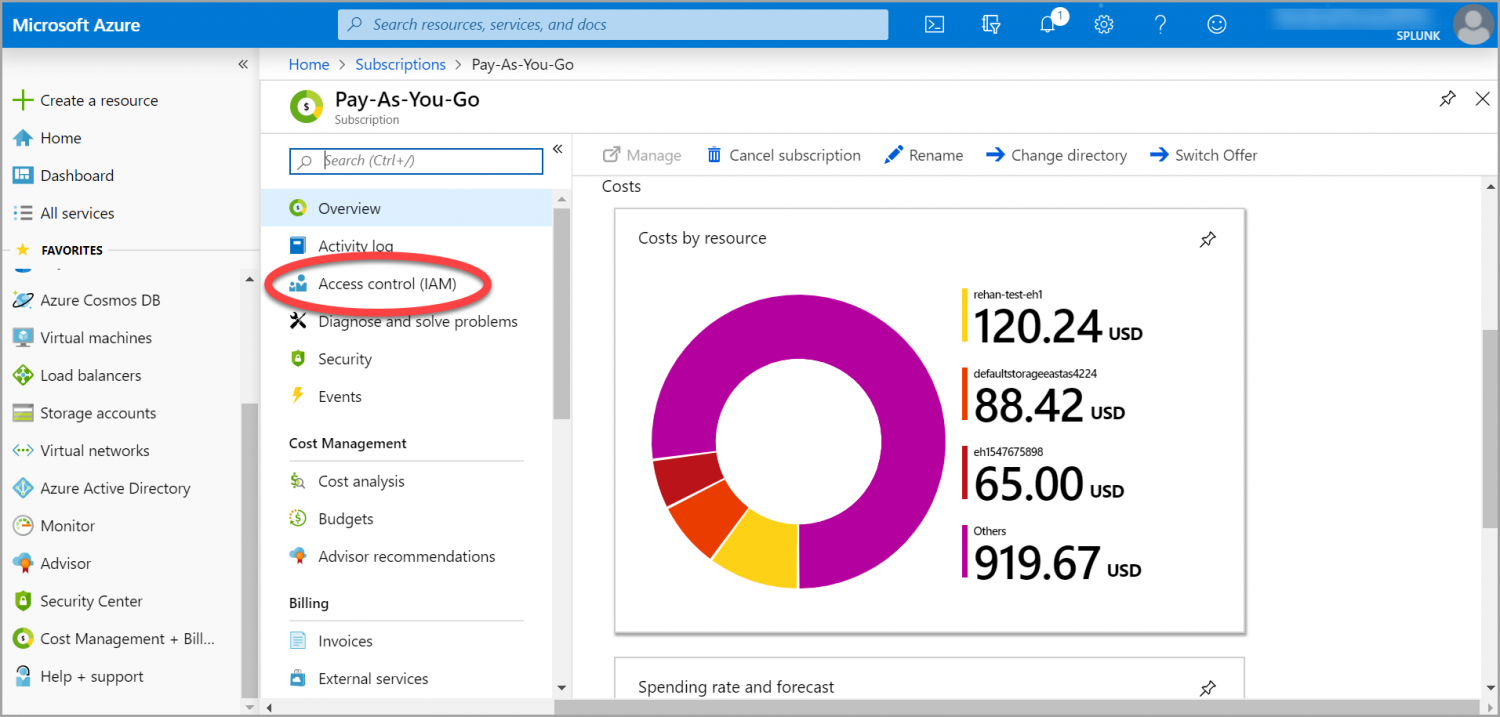 Microsoft Azure
Search resources, services, and docs
1
SPLUNK
Create a resource
Home
Dashboard
All services
FAVORITES
Azure Cosmos DB
Virtual machines
Load balancers
Storage accounts
Virtual networks
Azure Active Directory
Monitor
Advisor
Security Center
Cost Management + Bill...
Help + support
Home > Subscriptions > Pay-As-You-Go
Pay-As-You-Go
Subscription
Search (Ctrl+/)
Overview
Activity log
Access control (IAM)
Diagnose and solve problems
Security
Events
Cost Management
Cost analysis
Budgets
Advisor recommendations
Billing
Invoices
External services
Manage Cancel subscription Rename Change directory Switch Offer
Costs
Costs by resource
rehan-test-eh1
120.24 USD
defaultstorageeastas4224
88.42 USD
eh1547675898
65.00 USD
Others
919.67 USD
Spending rate and forecast